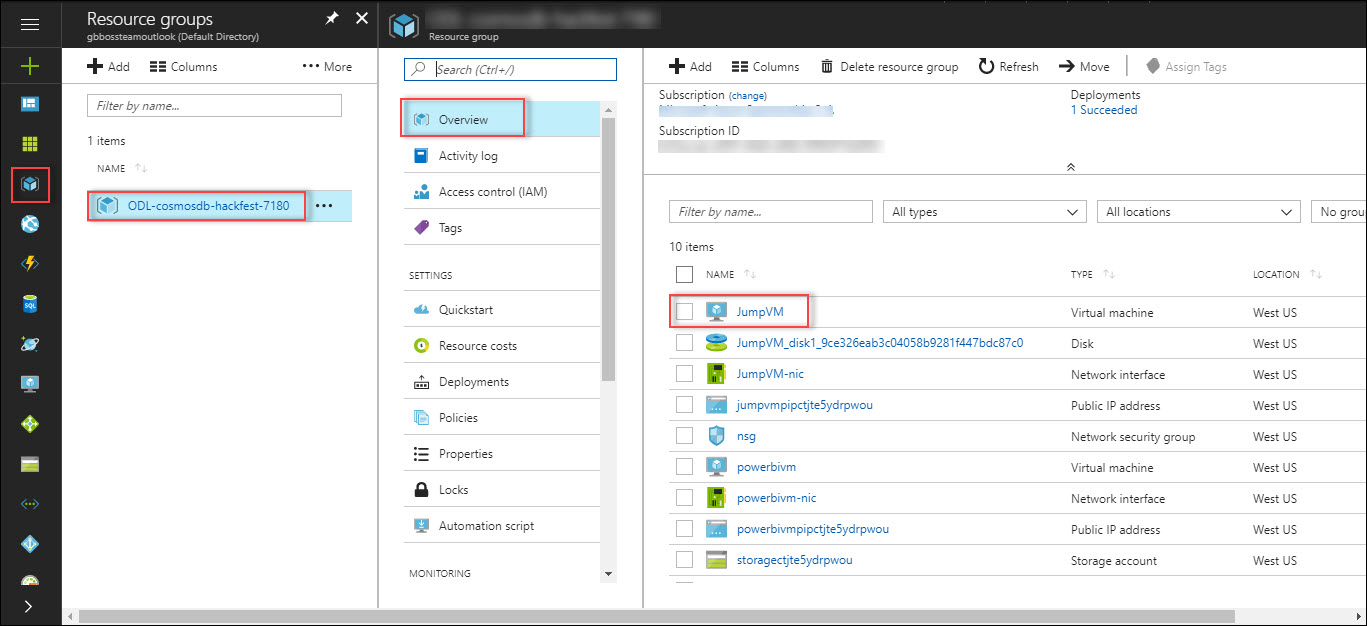 Resource groups
gbbossteamoutlook (Default Directory)
Add
Columns
More
Filter by name...
1 items
NAME
ODL-cosmosdb-hackfest-7180
Resource group
Search (Ctrl+/)
Overview
Activity log
Access control (IAM)
Tags
SETTINGS
Quickstart
Resource costs
Deployments
Policies
Properties
Locks
Automation script
MONITORING
Add
Columns
Delete resource group
Refresh
Move
Assign Tags
Subscription (change)
Subscription ID
Deployments
1 Succeeded
Filter by name...
All types
All locations
No grou
10 items
NAME TYPE LOCATION
JumpVM Virtual machine West US
JumpVM_disk1_9ce326eab3c04058b9281f447bdc87c0 Disk West US
JumpVM-nic Network interface West US
jumpvmpipctjte5ydrpwou Public IP address West US
nsg Network security group West US
powerbivm Virtual machine West US
powerbivm-nic Network interface West US
powerbivmpipctjte5ydrpwou Public IP address West US
SQL
storagectjte5ydrpwou Storage account West US